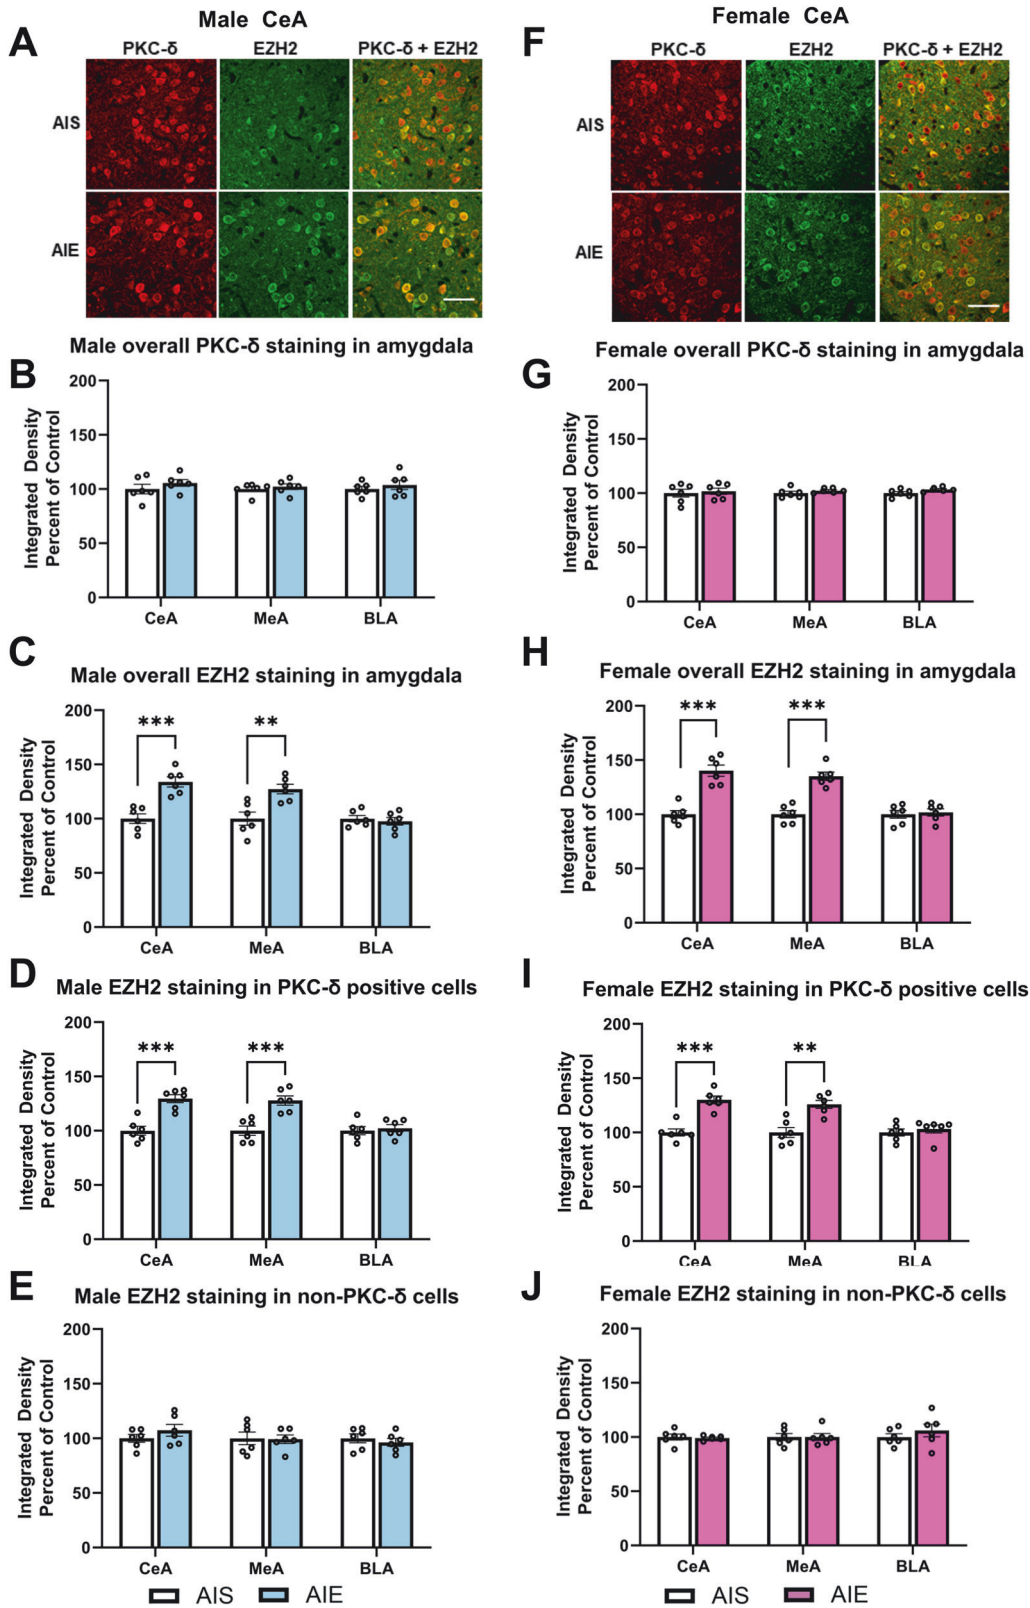 Male CeA
A
PKC-δ EZH2 PKC-δ + EZH2
AIS
AIE
Male overall PKC-δ staining in amygdala
B
Integrated Density
Percent of Control
200
150
100
50
0
CeA MeA BLA
C
Male overall EZH2 staining in amygdala
Integrated Density
Percent of Control
200
150
100
50
0
*** **
CeA MeA BLA
D
Male EZH2 staining in PKC-δ positive cells
Integrated Density
Percent of Control
200
150
100
50
0
*** ***
CeA MeA BLA
E
Male EZH2 staining in non-PKC-δ cells
Integrated Density
Percent of Control
200
150
100
50
0
CeA MeA BLA
AIS AIE
Female CeA
F
PKC-δ EZH2 PKC-δ + EZH2
AIS
AIE
Female overall PKC-δ staining in amygdala
G
Integrated Density
Percent of Control
200
150
100
50
0
CeA MeA BLA
H
Female overall EZH2 staining in amygdala
Integrated Density
Percent of Control
200
150
100
50
0
*** ***
CeA MeA BLA
I
Female EZH2 staining in PKC-δ positive cells
Integrated Density
Percent of Control
200
150
100
50
0
*** **
CeA MeA BLA
J
Female EZH2 staining in non-PKC-δ cells
Integrated Density
Percent of Control
200
150
100
50
0
CeA MeA BLA
AIS AIE